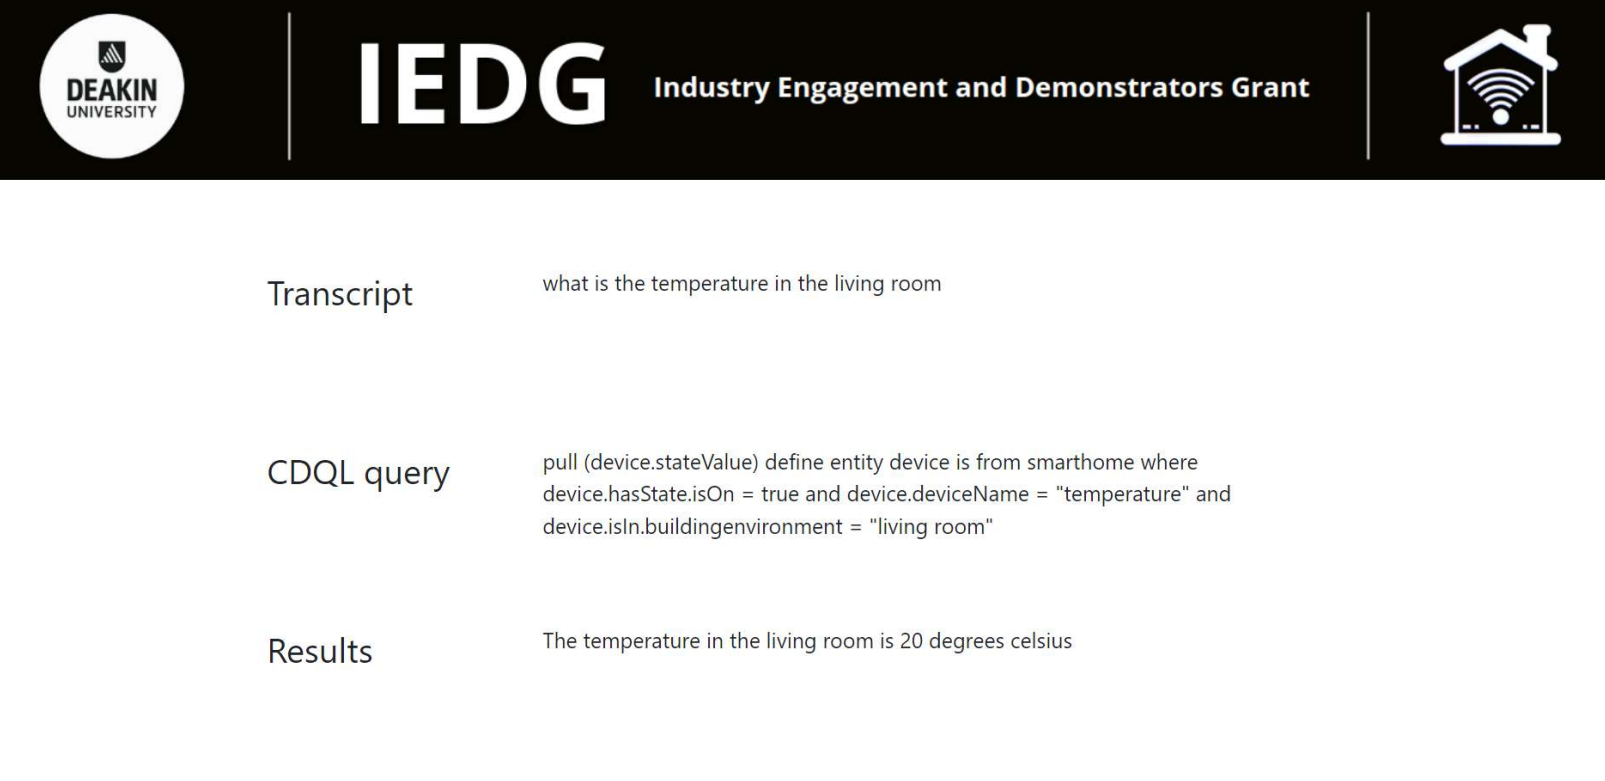 DEAKIN
UNIVERSITY
IEDG
Industry Engagement and Demonstrators Grant
Transcript
what is the temperature in the living room
CDQL query
pull (device.stateValue) define entity device is from smarthome where
device.hasState.isOn = true and device.deviceName = "temperature" and
device.isIn.buildingenvironment = "living room"
Results
The temperature in the living room is 20 degrees celsius